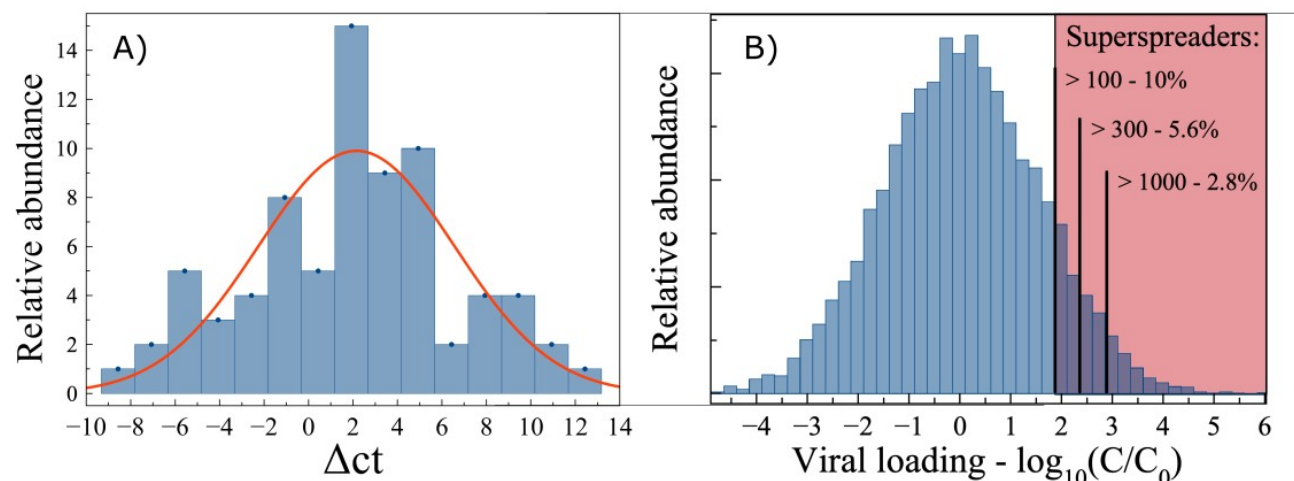 A)
Relative abundance
14
12
10
8
6
4
2
0
−10 −8 −6 −4 −2 0 2 4 6 8 10 12 14
Δct
B)
Relative abundance
Superspreaders:
> 100 - 10%
> 300 - 5.6%
> 1000 - 2.8%
−4 −3 −2 −1 0 1 2 3 4 5 6
Viral loading - log₁₀(C/C₀)